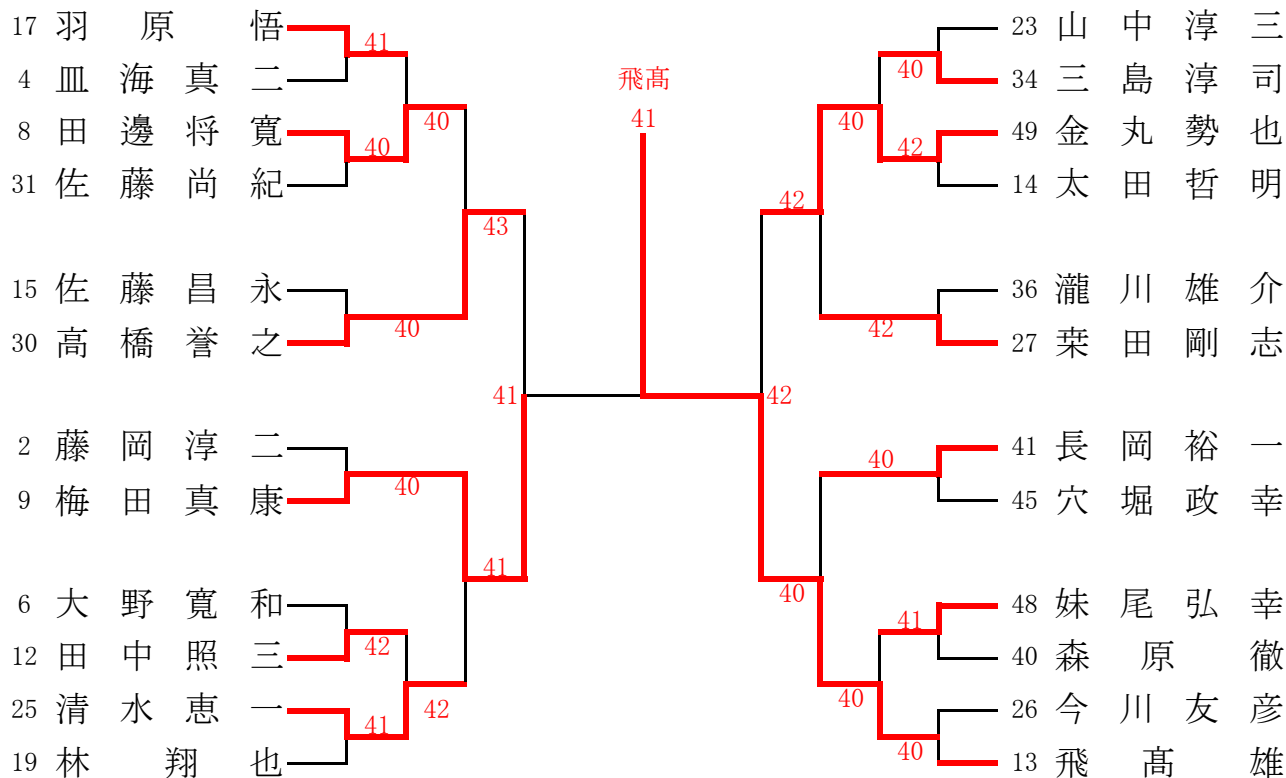 17 羽原悟
4 皿海真二
8 田邊将寛
31 佐藤尚紀
15 佐藤昌永
30 高橋誉之
2 藤岡淳二
9 梅田真康
6 大野寛和
12 田中照三
25 清水恵一
19 林翔也
41
40
40
43
40
41
40
41
42
42
41
飛髙
41
42
40
40
42
42
42
40
40
41
40
40
23 山中淳三
34 三島淳司
49 金丸勢也
14 太田哲明
36 瀧川雄介
27 栞田剛志
41 長岡裕一
45 穴堀政幸
48 妹尾弘幸
40 森原徹
26 今川友彦
13 飛髙雄